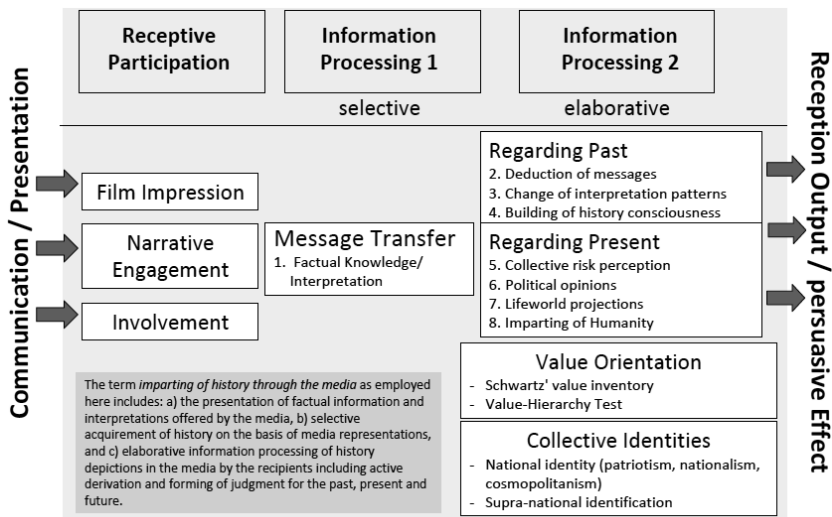 Communication / Presentation
Receptive
Participation
Information
Processing 1
selective
Information
Processing 2
elaborative
Film Impression
Narrative
Engagement
Involvement
Message Transfer
1. Factual Knowledge/
Interpretation
Regarding Past
2. Deduction of messages
3. Change of interpretation patterns
4. Building of history consciousness
Regarding Present
5. Collective risk perception
6. Political opinions
7. Lifeworld projections
8. Imparting of Humanity
Value Orientation
- Schwartz' value inventory
- Value-Hierarchy Test
Collective Identities
- National identity (patriotism, nationalism,
cosmopolitanism)
- Supra-national identification
The term imparting of history through the media as employed
here includes: a) the presentation of factual information and
interpretations offered by the media, b) selective
acquirement of history on the basis of media representations,
and c) elaborative information processing of history
depictions in the media by the recipients including active
derivation and forming of judgment for the past, present and
future.
Reception Output / persuasive Effect